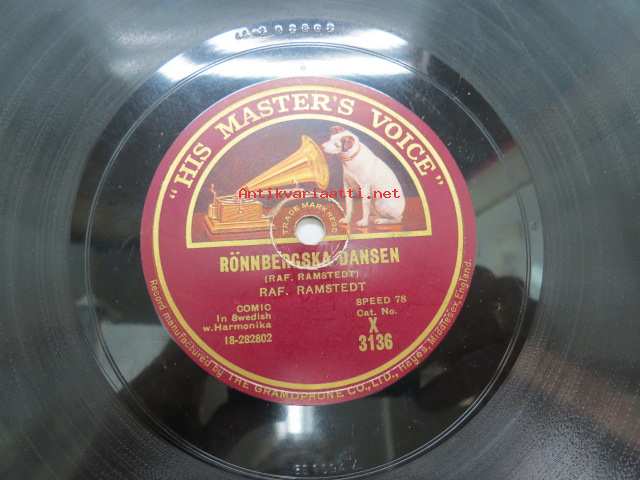 "HIS MASTER'S VOICE"
Antikvariaatti.net
TRADE MARK REGD
RÖNNBERGSKA DANSEN
(RAF. RAMSTEDT)
RAF. RAMSTEDT
COMIC
In Swedish
w.Harmonika
18-282802
SPEED 78
Cat. No.
X
3136
Record manufactured by THE GRAMOPHONE CO., LTD., Hayes, Middlesex, England.